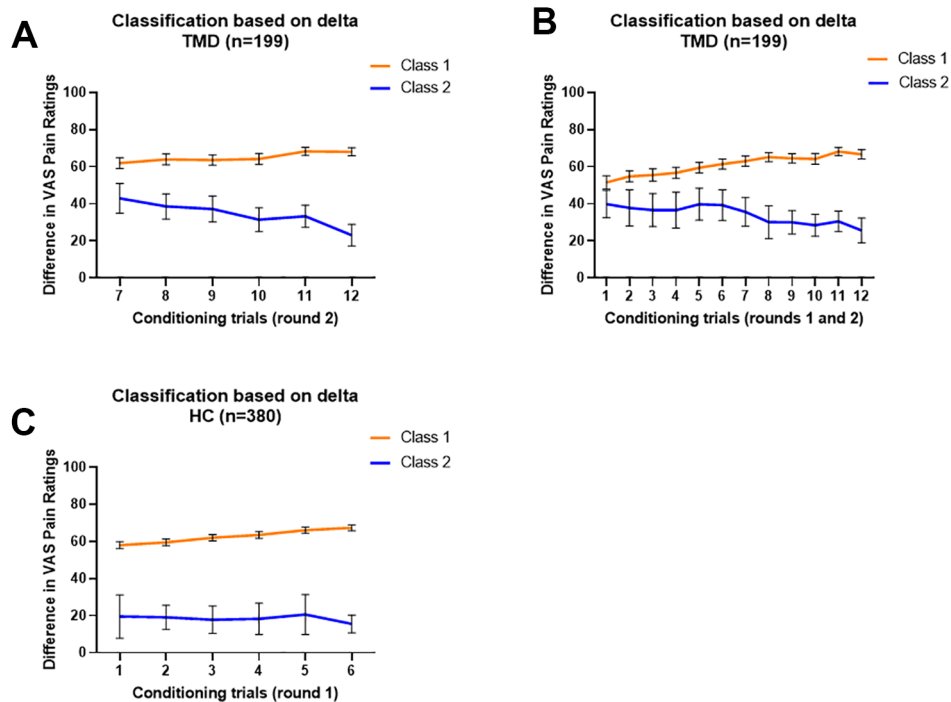 A
Classification based on delta
TMD (n=199)
Class 1
Class 2
Difference in VAS Pain Ratings
100
80
60
40
20
0
7 8 9 10 11 12
Conditioning trials (round 2)
B
Classification based on delta
TMD (n=199)
Class 1
Class 2
Difference in VAS Pain Ratings
100
80
60
40
20
0
1 2 3 4 5 6 7 8 9 10 11 12
Conditioning trials (rounds 1 and 2)
C
Classification based on delta
HC (n=380)
Class 1
Class 2
Difference in VAS Pain Ratings
100
80
60
40
20
0
1 2 3 4 5 6
Conditioning trials (round 1)